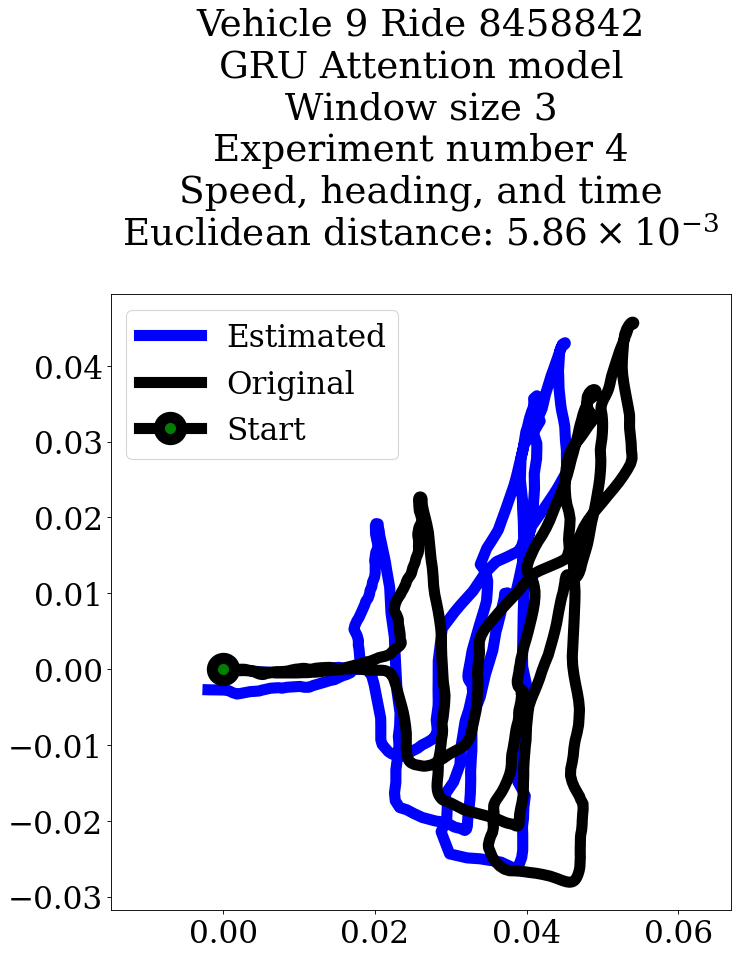 Vehicle 9 Ride 8458842
GRU Attention model
Window size 3
Experiment number 4
Speed, heading, and time
Euclidean distance: 5.86 × 10⁻³
Estimated
Original
Start
0.04
0.03
0.02
0.01
0.00
−0.01
−0.02
−0.03
0.00 0.02 0.04 0.06